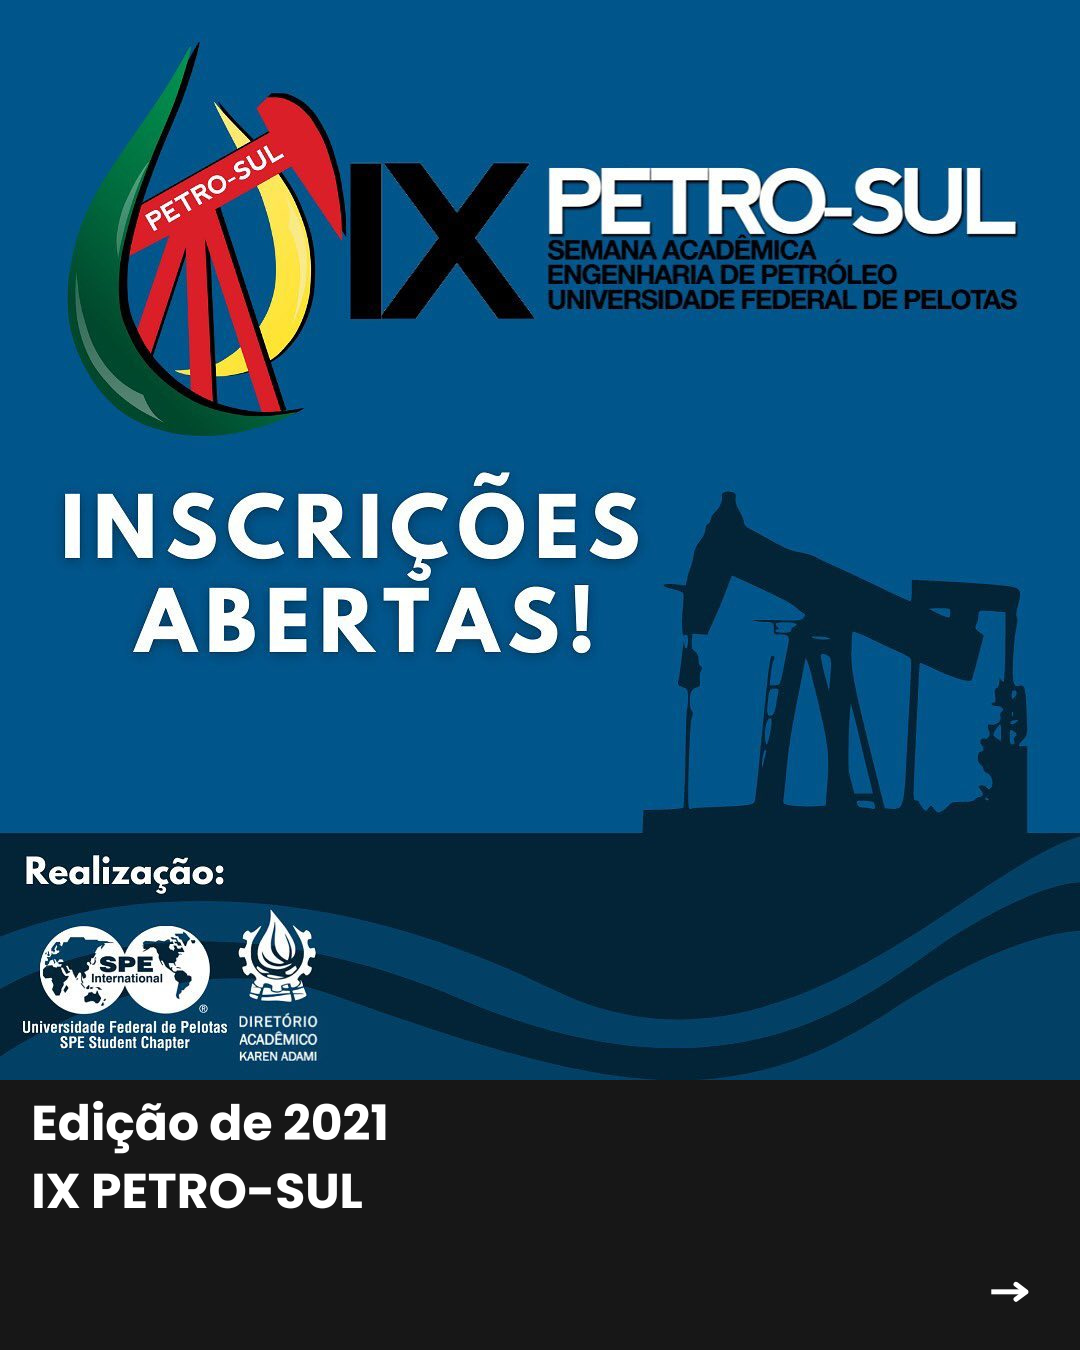 PETRO-SUL
IX
PETRO-SUL
SEMANA ACADÊMICA
ENGENHARIA DE PETRÓLEO
UNIVERSIDADE FEDERAL DE PELOTAS
INSCRIÇÕES
ABERTAS!
Realização:
SPE
International
®
Universidade Federal de Pelotas
SPE Student Chapter
DIRETÓRIO
ACADÊMICO
KAREN ADAMI
Edição de 2021
IX PETRO-SUL
→